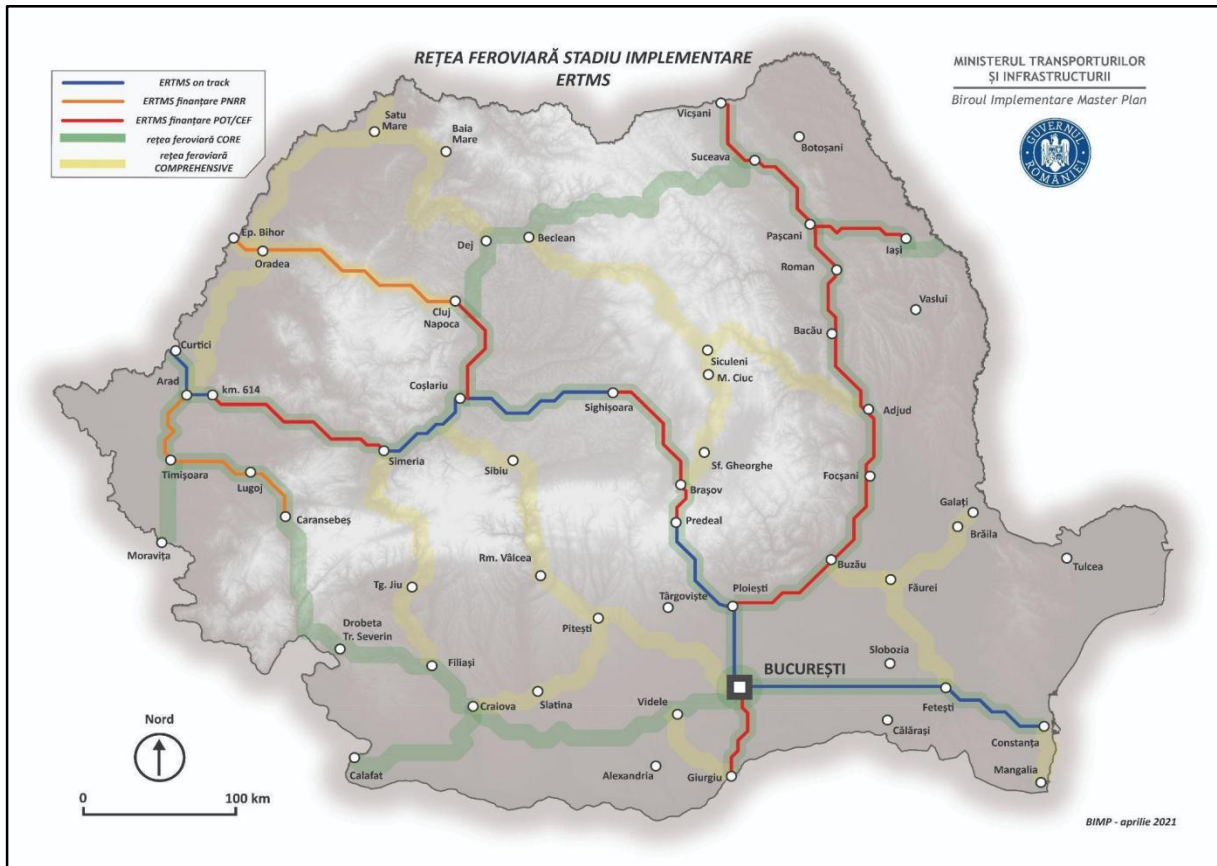 REȚEA FEROVIARĂ STADIU IMPLEMENTARE
ERTMS
MINISTERUL TRANSPORTURILOR
ȘI INFRASTRUCTURII
Biroul Implementare Master Plan
GUVERNUL
ROMÂNIEI
ERTMS on track
ERTMS finanțare PNRR
ERTMS finanțare POT/CEF
rețea feroviară CORE
rețea feroviară
COMPREHENSIVE
Satu
Mare
Baia
Mare
Vicșani
Botoșani
Suceava
Ep. Bihor
Oradea
Dej
Beclean
Pașcani
Iași
Roman
Cluj
Napoca
Vaslui
Bacău
Curtici
Siculeni
M. Ciuc
Arad
km. 614
Coșlariu
Sighișoara
Adjud
Simeria
Sibiu
Sf. Gheorghe
Timișoara
Lugoj
Brașov
Focșani
Caransebeș
Predeal
Galați
Brăila
Moravița
Rm. Vâlcea
Buzău
Tulcea
Tg. Jiu
Ploiești
Târgoviște
Făurei
Pitești
Drobeta
Tr. Severin
Filiași
Slobozia
BUCUREȘTI
Slatina
Craiova
Videle
Fetești
Călărași
Constanța
Nord
Calafat
Alexandria
Giurgiu
Mangalia
0
100 km
BIMP - aprilie 2021